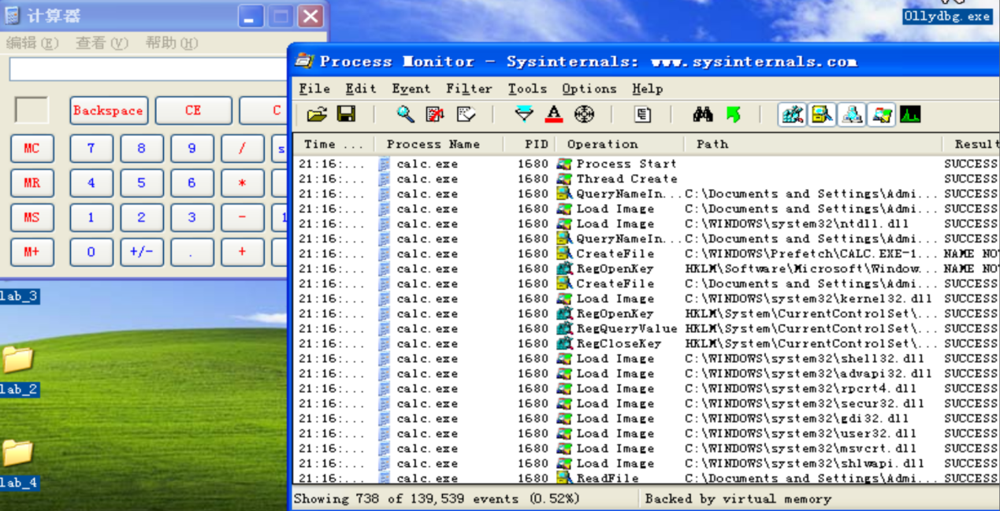 计算器
编辑(E) 查看(V) 帮助(H)
Backspace CE C
MC 7 8 9 / s
MR 4 5 6 *
MS 1 2 3 - 1
M+ 0 +/- . +
lab_3
lab_2
lab_4
Ollydbg.exe
Process Monitor - Sysinternals: www.sysinternals.com
File Edit Event Filter Tools Options Help
Time ... Process Name PID Operation Path Result
21:16:... calc.exe 1680 Process Start SUCCESS
21:16:... calc.exe 1680 Thread Create SUCCESS
21:16:... calc.exe 1680 QueryNameIn... C:\Documents and Settings\Admi... SUCCESS
21:16:... calc.exe 1680 Load Image C:\Documents and Settings\Admi... SUCCESS
21:16:... calc.exe 1680 Load Image C:\WINDOWS\system32\ntdll.dll SUCCESS
21:16:... calc.exe 1680 QueryNameIn... C:\Documents and Settings\Admi... SUCCESS
21:16:... calc.exe 1680 CreateFile C:\WINDOWS\Prefetch\CALC.EXE-1... NAME NOT
21:16:... calc.exe 1680 RegOpenKey HKLM\Software\Microsoft\Window... NAME NOT
21:16:... calc.exe 1680 CreateFile C:\Documents and Settings\Admi... SUCCESS
21:16:... calc.exe 1680 Load Image C:\WINDOWS\system32\kernel32.dll SUCCESS
21:16:... calc.exe 1680 RegOpenKey HKLM\System\CurrentControlSet\... SUCCESS
21:16:... calc.exe 1680 RegQueryValue HKLM\System\CurrentControlSet\... SUCCESS
21:16:... calc.exe 1680 RegCloseKey HKLM\System\CurrentControlSet\... SUCCESS
21:16:... calc.exe 1680 Load Image C:\WINDOWS\system32\shell32.dll SUCCESS
21:16:... calc.exe 1680 Load Image C:\WINDOWS\system32\advapi32.dll SUCCESS
21:16:... calc.exe 1680 Load Image C:\WINDOWS\system32\rpcrt4.dll SUCCESS
21:16:... calc.exe 1680 Load Image C:\WINDOWS\system32\secur32.dll SUCCESS
21:16:... calc.exe 1680 Load Image C:\WINDOWS\system32\gdi32.dll SUCCESS
21:16:... calc.exe 1680 Load Image C:\WINDOWS\system32\user32.dll SUCCESS
21:16:... calc.exe 1680 Load Image C:\WINDOWS\system32\msvcrt.dll SUCCESS
21:16:... calc.exe 1680 Load Image C:\WINDOWS\system32\shlwapi.dll SUCCESS
21:16:... calc.exe 1680 ReadFile C:\Documents and Settings\Admi... SUCCESS
Showing 738 of 139,539 events (0.52%) Backed by virtual memory